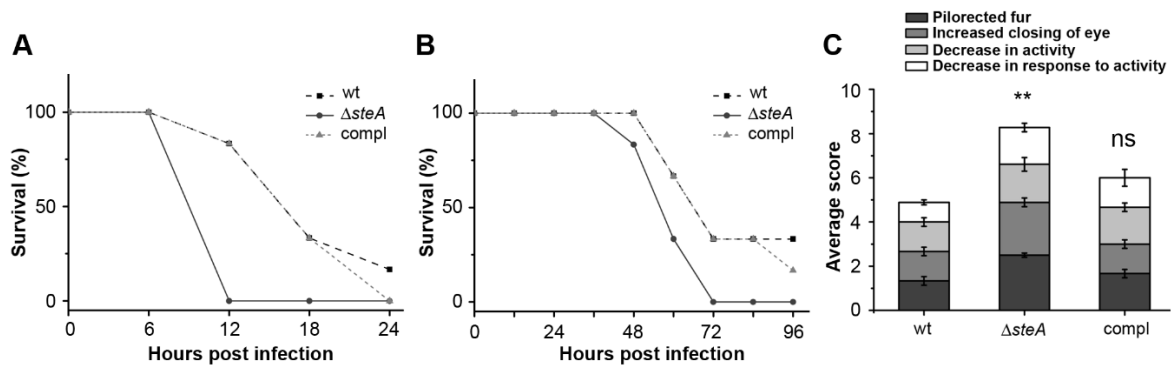 A
Survival (%)
100
50
0
0 6 12 18 24
Hours post infection
wt
ΔsteA
compl
B
Survival (%)
100
50
0
0 24 48 72 96
Hours post infection
wt
ΔsteA
compl
C
Pilorected fur
Increased closing of eye
Decrease in activity
Decrease in response to activity
Average score
10
8
6
4
2
0
**
ns
wt ΔsteA compl